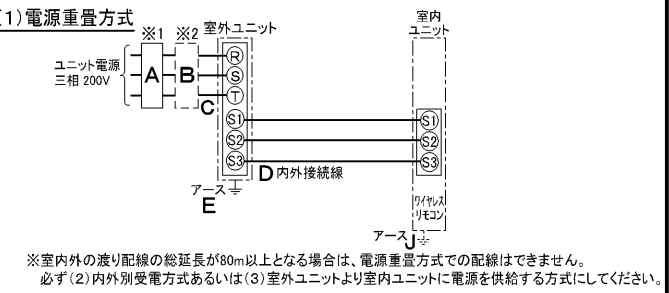 (1)電源重畳方式
※1 ※2 室外ユニット
室内
ユニット
ユニット電源
三相 200V
A B C
R
S
T
S1
S2
S3
S1
S2
S3
D 内外接続線
アース
E
ワイヤレス
リモコン
アース J
※室内外の渡り配線の総延長が80m以上となる場合は、電源重畳方式での配線はできません。
必ず(2)内外別受電方式あるいは(3)室外ユニットより室内ユニットに電源を供給する方式にしてください。